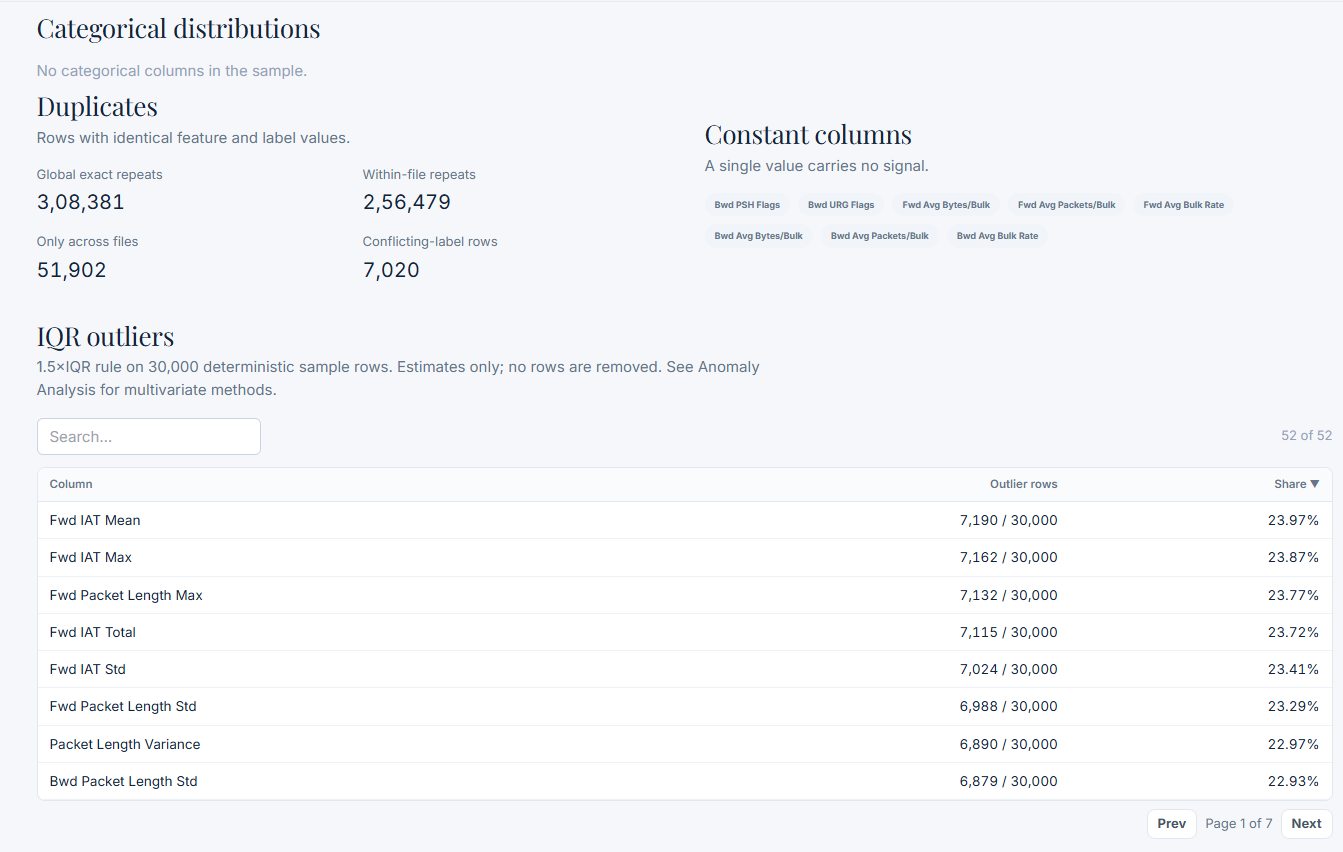 Categorical distributions
No categorical columns in the sample.
Duplicates
Rows with identical feature and label values.
Global exact repeats
Within-file repeats
3,08,381
2,56,479
Only across files
Conflicting-label rows
51,902
7,020
Constant columns
A single value carries no signal.
Bwd PSH Flags Bwd URG Flags Fwd Avg Bytes/Bulk Fwd Avg Packets/Bulk Fwd Avg Bulk Rate
Bwd Avg Bytes/Bulk Bwd Avg Packets/Bulk Bwd Avg Bulk Rate
IQR outliers
1.5×IQR rule on 30,000 deterministic sample rows. Estimates only; no rows are removed. See Anomaly
Analysis for multivariate methods.
Search...
52 of 52
Column Outlier rows Share ▼
Fwd IAT Mean 7,190 / 30,000 23.97%
Fwd IAT Max 7,162 / 30,000 23.87%
Fwd Packet Length Max 7,132 / 30,000 23.77%
Fwd IAT Total 7,115 / 30,000 23.72%
Fwd IAT Std 7,024 / 30,000 23.41%
Fwd Packet Length Std 6,988 / 30,000 23.29%
Packet Length Variance 6,890 / 30,000 22.97%
Bwd Packet Length Std 6,879 / 30,000 22.93%
Prev Page 1 of 7 Next